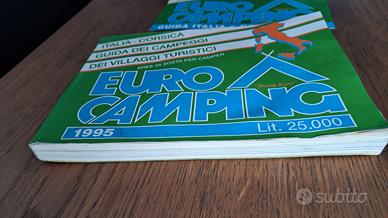 EURO
CAMPING
GUIDA ITALIA
ITALIA - CORSICA
GUIDA DEI CAMPEGGI
DEI VILLAGGI TURISTICI
AREE DI SOSTA PER CAMPER
EURO
CAMPING
1995
Lit. 25.000
subito